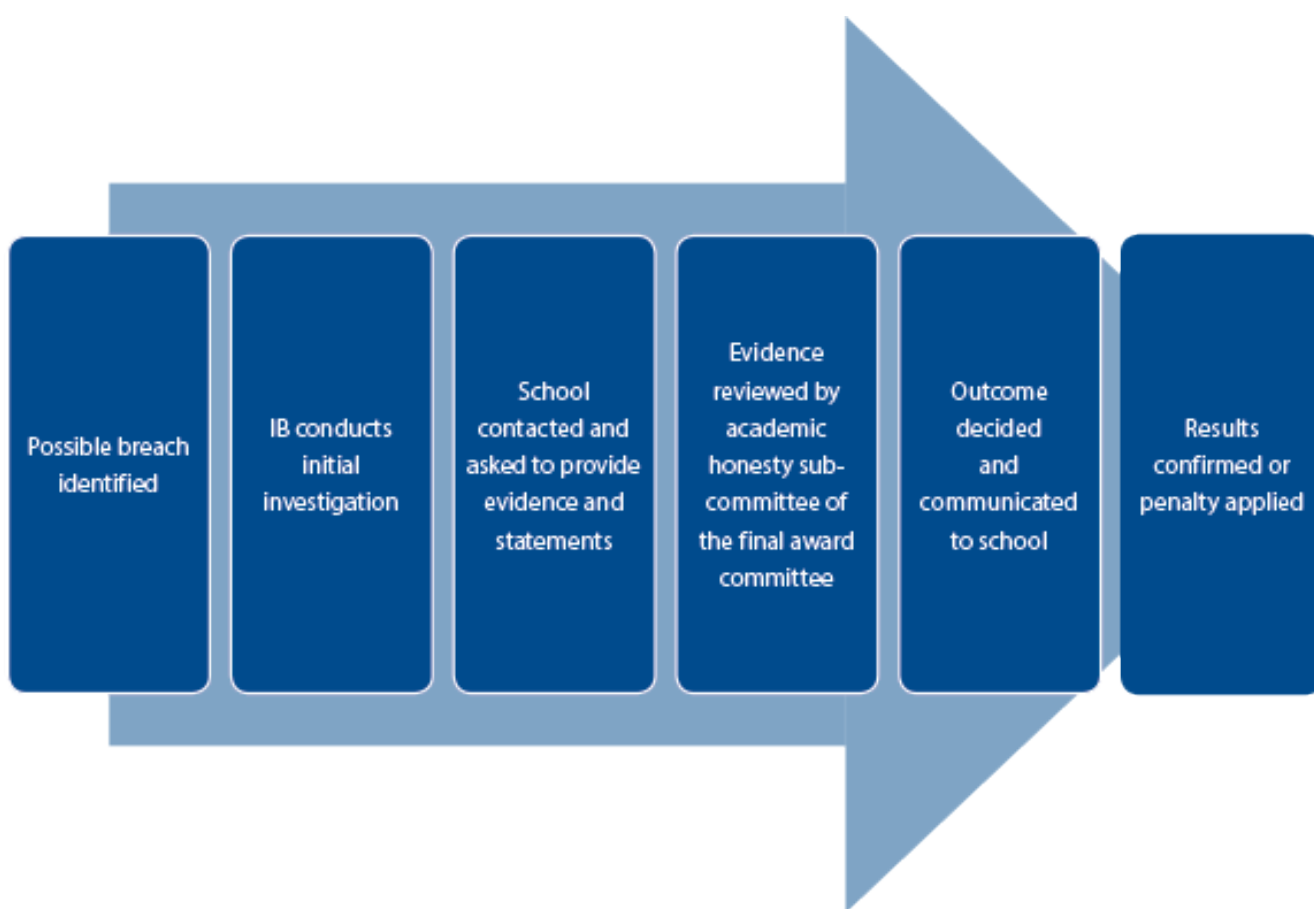 Possible breach
identified
IB conducts
initial
investigation
School
contacted and
asked to provide
evidence and
statements
Evidence
reviewed by
academic
honesty sub-
committee of
the final award
committee
Outcome
decided
and
communicated
to school
Results
confirmed or
penalty applied